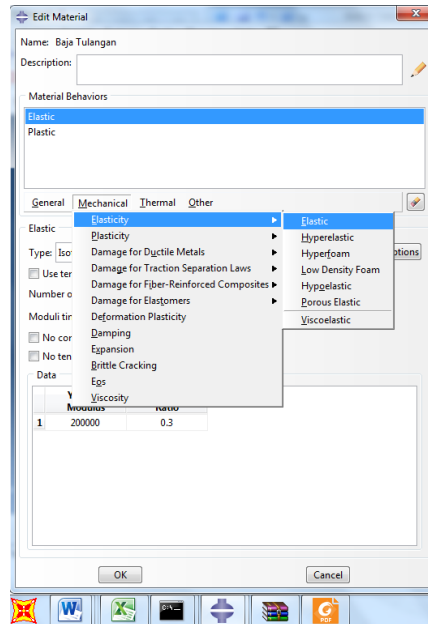 Edit Material
Name: Baja Tulangan
Description:
Material Behaviors
Elastic
Plastic
General Mechanical Thermal Other
Elasticity
Plasticity
Damage for Ductile Metals
Damage for Traction Separation Laws
Damage for Fiber-Reinforced Composites
Damage for Elastomers
Deformation Plasticity
Damping
Expansion
Brittle Cracking
Eos
Viscosity
Elastic
Hyperelastic
Hyperfoam
Low Density Foam
Hypoelastic
Porous Elastic
Viscoelastic
Elastic
Type: Iso
ptions
Use te
Number o
Moduli ti
No co
No ten
Data
Modulus Ratio
1 200000 0.3
OK Cancel
W X C:\_ G
PDF